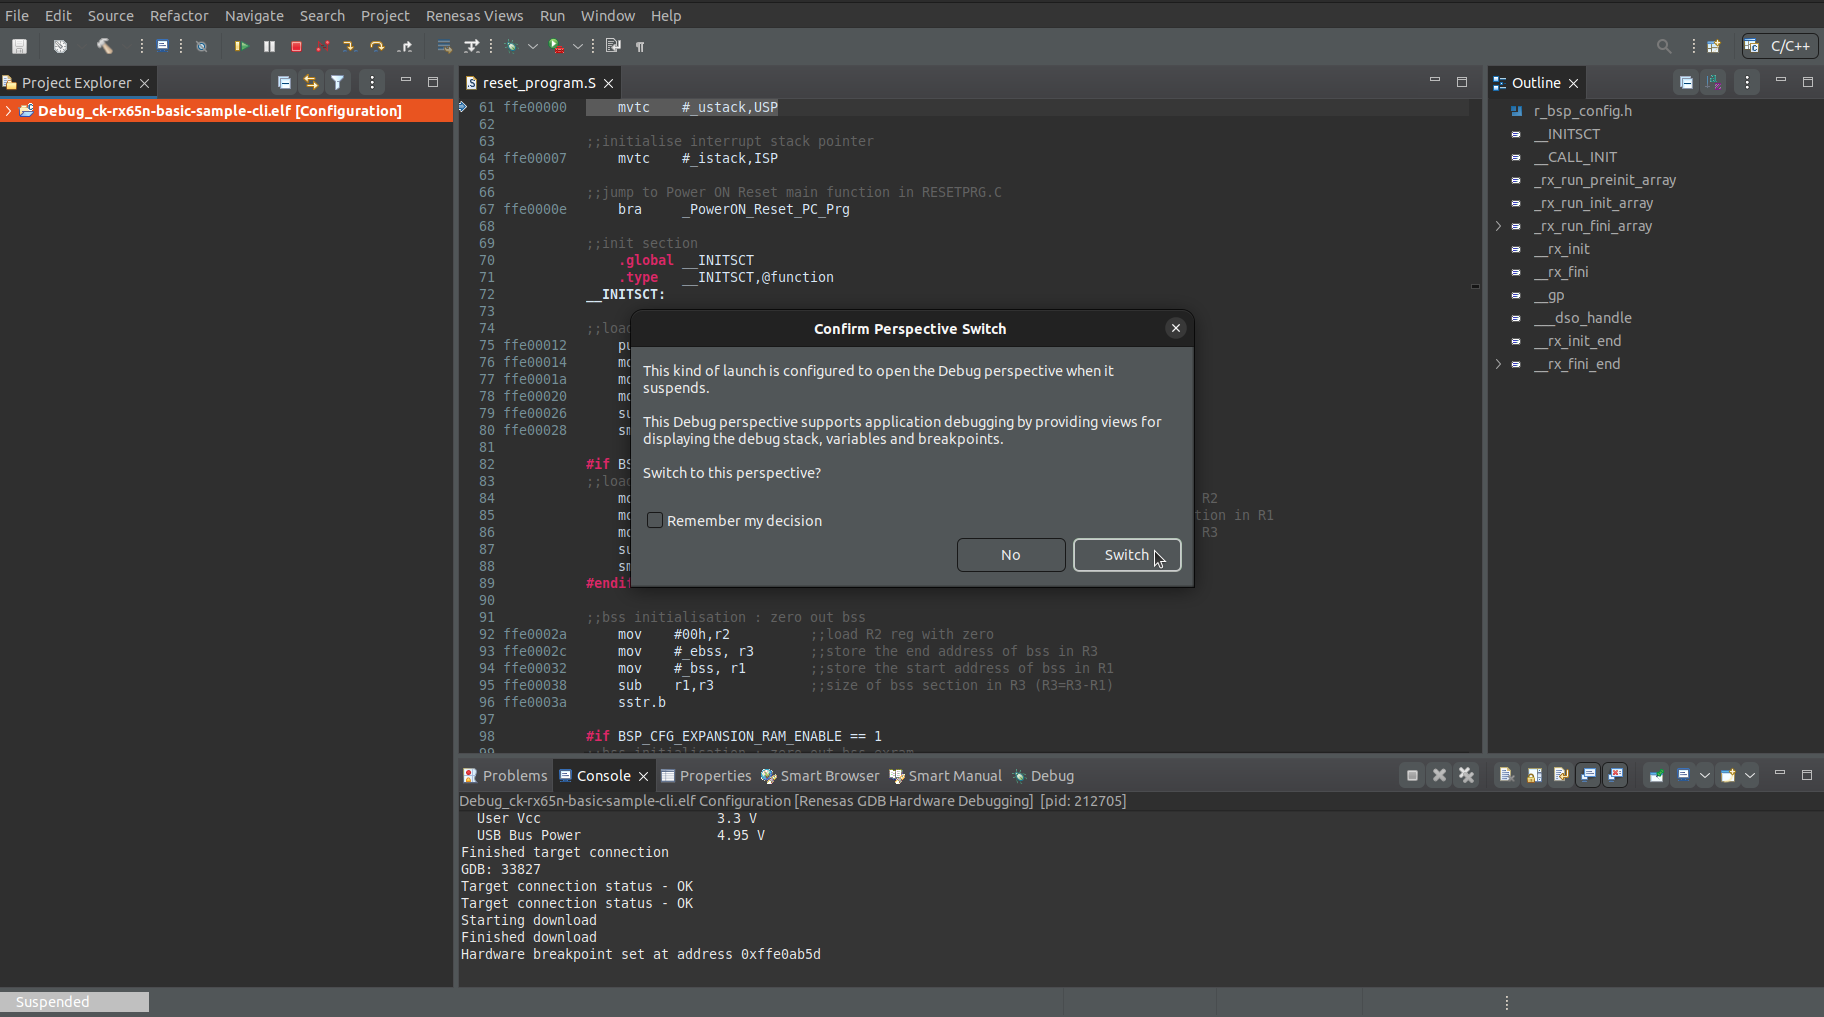 File Edit Source Refactor Navigate Search Project Renesas Views Run Window Help
C/C++
Project Explorer
Debug_ck-rx65n-basic-sample-cli.elf [Configuration]
reset_program.S
61 ffe00000 mvtc #_ustack,USP
62
63 ;;initialise interrupt stack pointer
64 ffe00007 mvtc #_istack,ISP
65
66 ;;jump to Power ON Reset main function in RESETPRG.C
67 ffe0000e bra _PowerON_Reset_PC_Prg
68
69 ;;init section
70 .global __INITSCT
71 .type __INITSCT,@function
72 __INITSCT:
73
74 ;;load
75 ffe00012 pu
76 ffe00014 mo
77 ffe0001a mo
78 ffe00020 mo
79 ffe00026 su
80 ffe00028 sm
81
82 #if BS
83 ;;load
84 mo R2
85 mo tion in R1
86 mo R3
87 su
88 sm
89 #endi
90
91 ;;bss initialisation : zero out bss
92 ffe0002a mov #00h,r2 ;;load R2 reg with zero
93 ffe0002c mov #_ebss, r3 ;;store the end address of bss in R3
94 ffe00032 mov #_bss, r1 ;;store the start address of bss in R1
95 ffe00038 sub r1,r3 ;;size of bss section in R3 (R3=R3-R1)
96 ffe0003a sstr.b
97
98 #if BSP_CFG_EXPANSION_RAM_ENABLE == 1
99 ;;bss initialisation : zero out bss exram
Confirm Perspective Switch
This kind of launch is configured to open the Debug perspective when it
suspends.
This Debug perspective supports application debugging by providing views for
displaying the debug stack, variables and breakpoints.
Switch to this perspective?
Remember my decision
No Switch
Outline
r_bsp_config.h
__INITSCT
__CALL_INIT
_rx_run_preinit_array
_rx_run_init_array
_rx_run_fini_array
__rx_init
__rx_fini
__gp
___dso_handle
__rx_init_end
__rx_fini_end
Problems Console Properties Smart Browser Smart Manual Debug
Debug_ck-rx65n-basic-sample-cli.elf Configuration [Renesas GDB Hardware Debugging] [pid: 212705]
User Vcc 3.3 V
USB Bus Power 4.95 V
Finished target connection
GDB: 33827
Target connection status - OK
Target connection status - OK
Starting download
Finished download
Hardware breakpoint set at address 0xffe0ab5d
Suspended